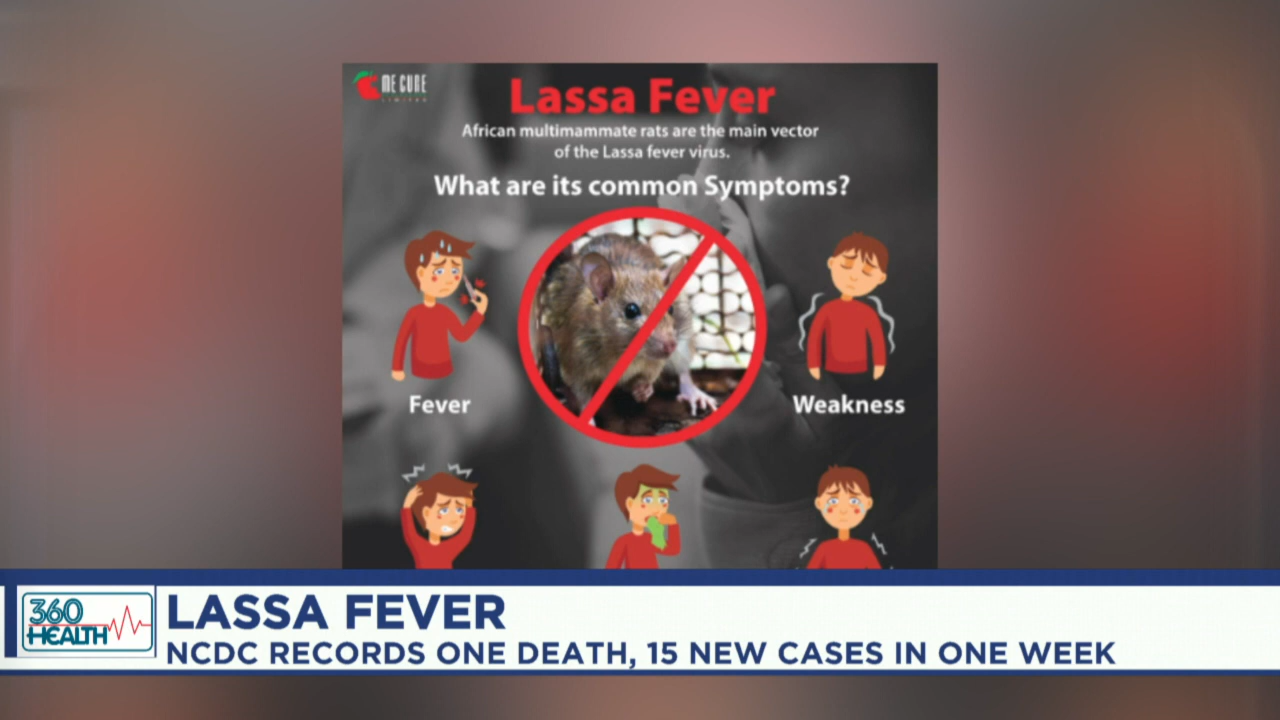 ME CURE
LIMITED
Lassa Fever
African multimammate rats are the main vector
of the Lassa fever virus.
What are its common Symptoms?
Fever
Weakness
360
HEALTH
LASSA FEVER
NCDC RECORDS ONE DEATH, 15 NEW CASES IN ONE WEEK